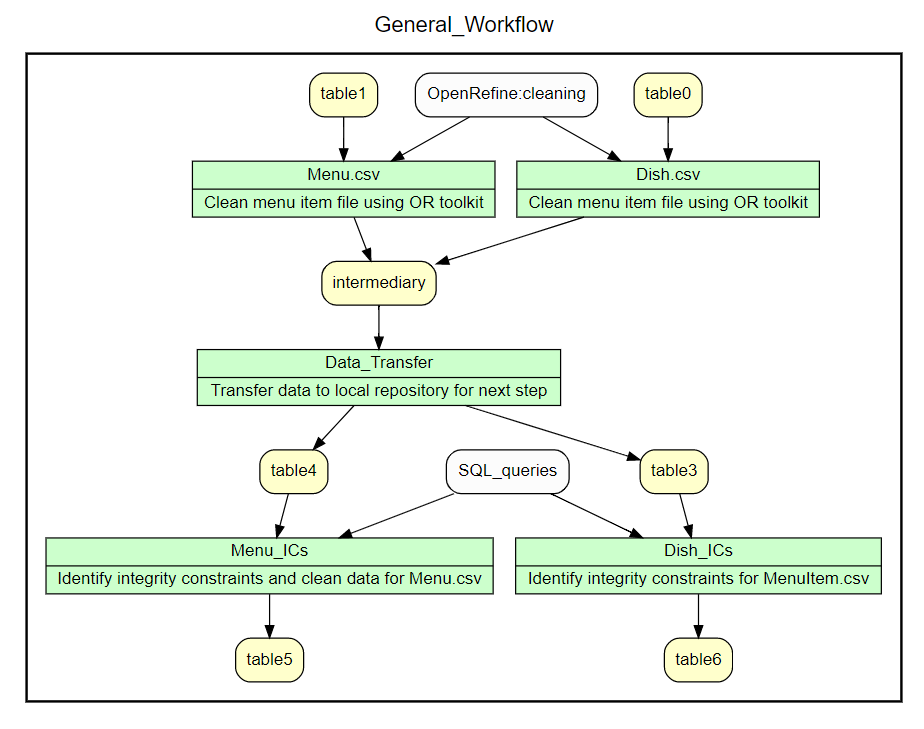 General_Workflow
table1
OpenRefine:cleaning
table0
Menu.csv
Clean menu item file using OR toolkit
Dish.csv
Clean menu item file using OR toolkit
intermediary
Data_Transfer
Transfer data to local repository for next step
table4
SQL_queries
table3
Menu_ICs
Identify integrity constraints and clean data for Menu.csv
Dish_ICs
Identify integrity constraints for MenuItem.csv
table5
table6